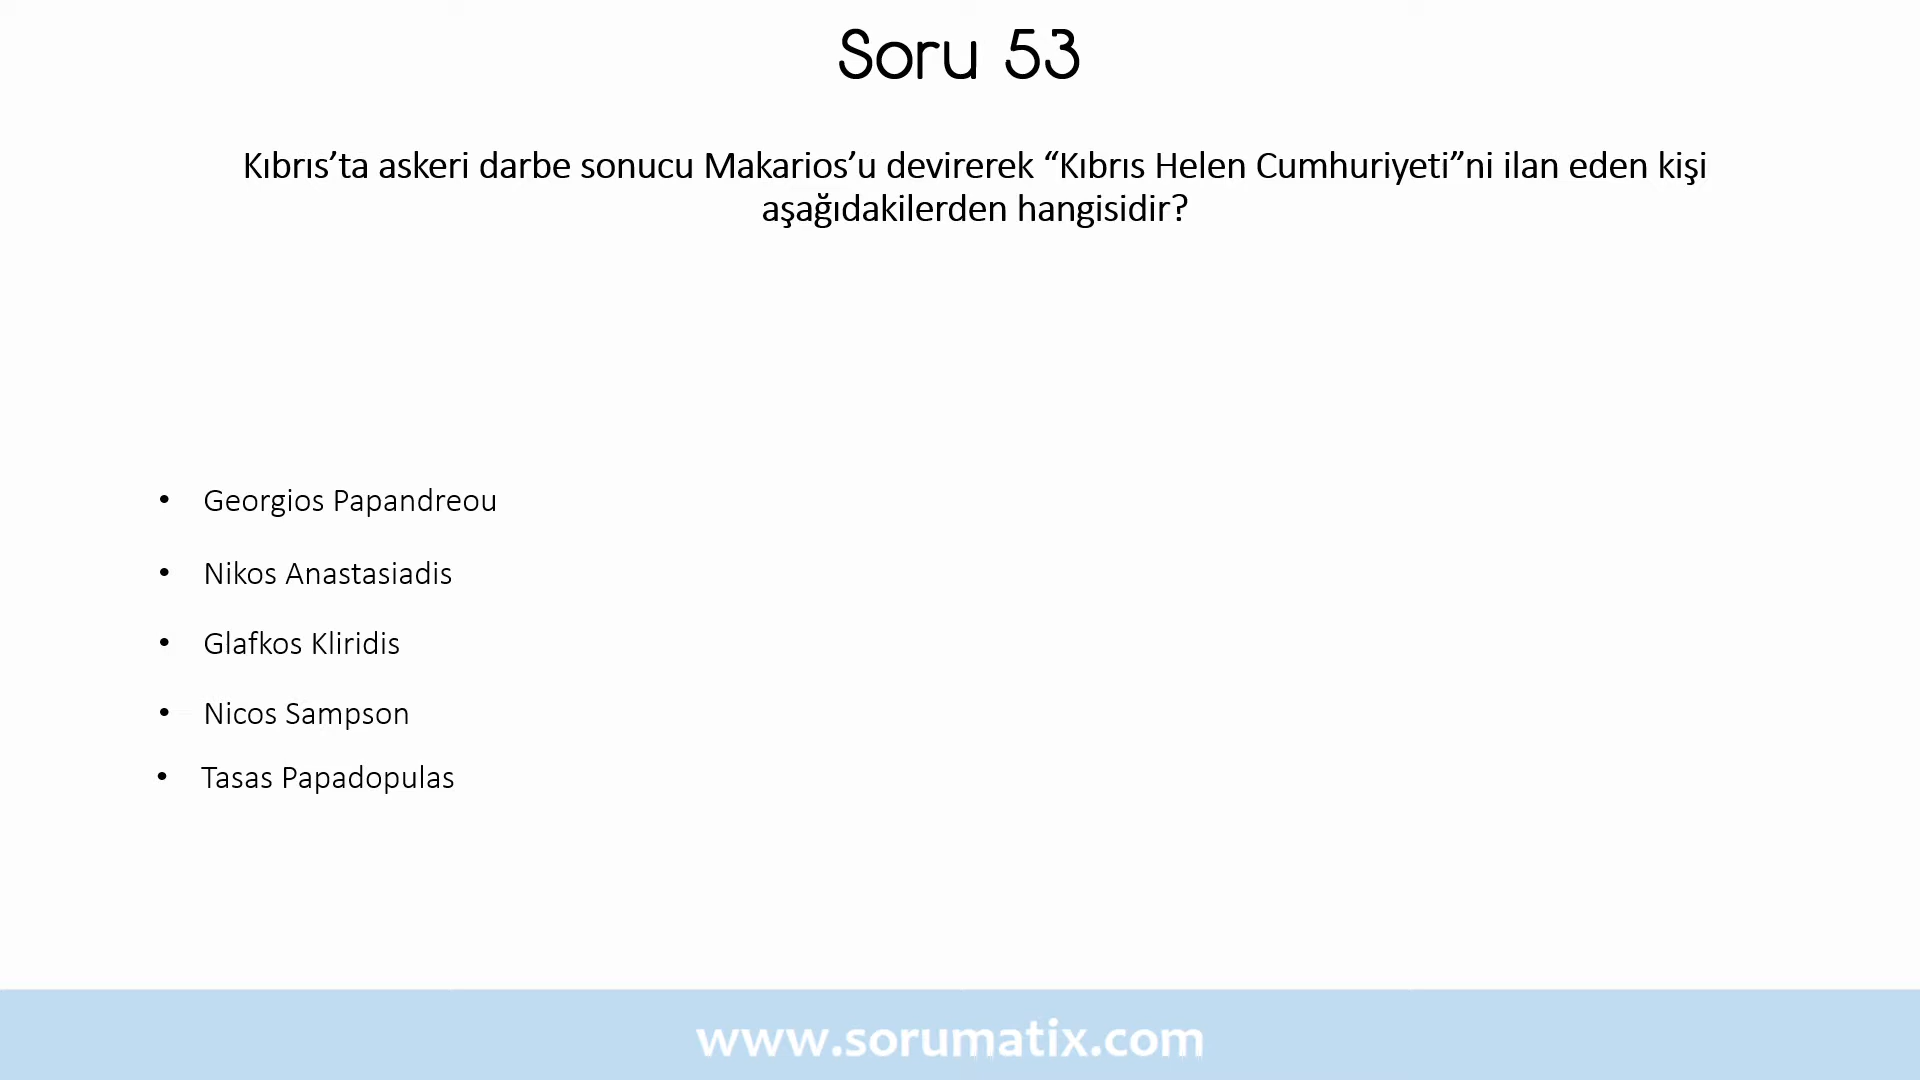 Soru 53
Kıbrıs’ta askeri darbe sonucu Makarios’u devirerek “Kıbrıs Helen Cumhuriyeti”ni ilan eden kişi
aşağıdakilerden hangisidir?
• Georgios Papandreou
• Nikos Anastasiadis
• Glafkos Kliridis
• Nicos Sampson
• Tasas Papadopulas
www.sorumatix.com